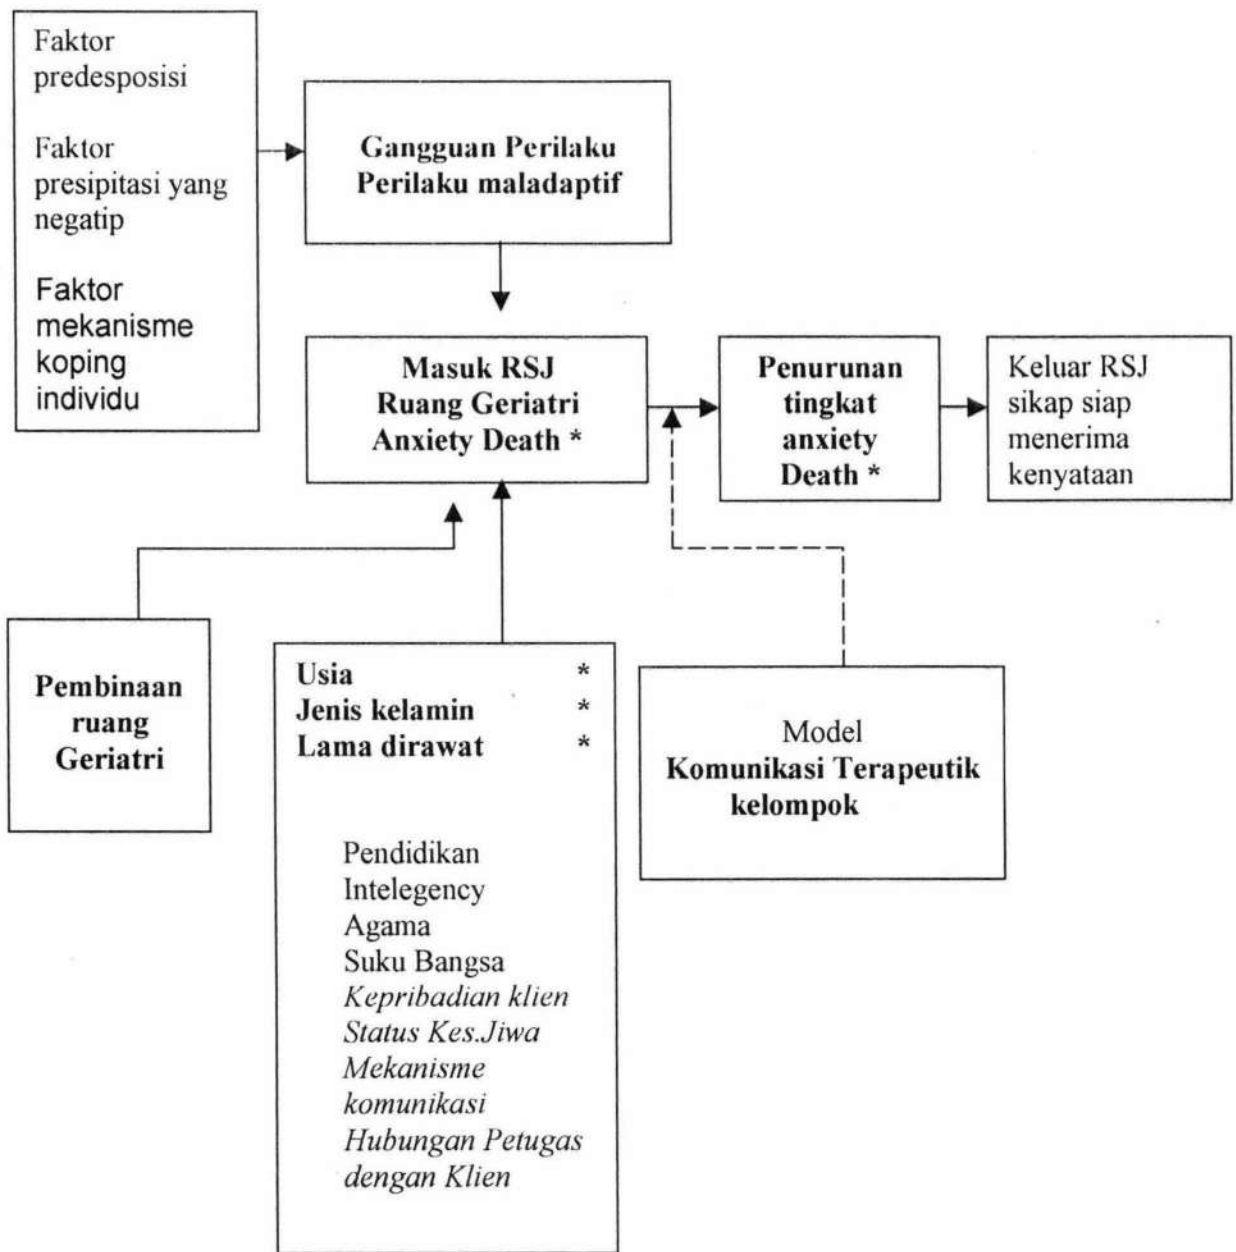 Faktor
predesposisi
Faktor
presipitasi yang
negatip
Faktor
mekanisme
koping
individu
Gangguan Perilaku
Perilaku maladaptif
Masuk RSJ
Ruang Geriatri
Anxiety Death *
Penurunan
tingkat
anxiety
Death *
Keluar RSJ
sikap siap
menerima
kenyataan
Pembinaan
ruang
Geriatri
Usia *
Jenis kelamin *
Lama dirawat *
Pendidikan
Intelegency
Agama
Suku Bangsa
Kepribadian klien
Status Kes.Jiwa
Mekanisme
komunikasi
Hubungan Petugas
dengan Klien
Model
Komunikasi Terapeutik
kelompok